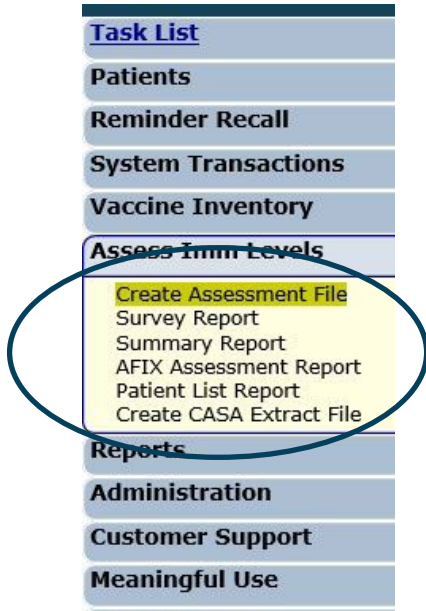 Task List
Patients
Reminder Recall
System Transactions
Vaccine Inventory
Assess Imm Levels
Create Assessment File
Survey Report
Summary Report
AFIX Assessment Report
Patient List Report
Create CASA Extract File
Reports
Administration
Customer Support
Meaningful Use